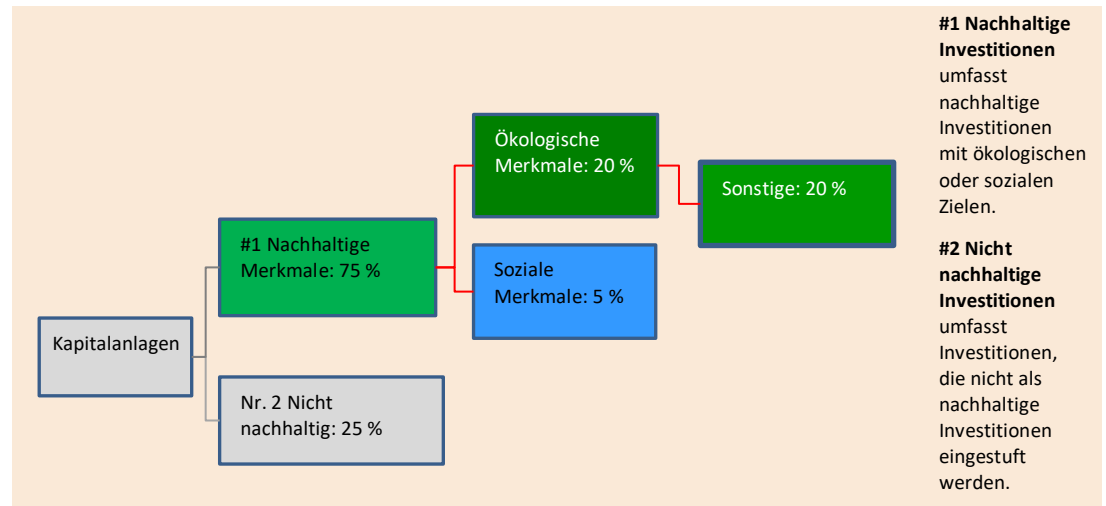 Kapitalanlagen
#1 Nachhaltige
Merkmale: 75 %
Nr. 2 Nicht
nachhaltig: 25 %
Ökologische
Merkmale: 20 %
Soziale
Merkmale: 5 %
Sonstige: 20 %
#1 Nachhaltige
Investitionen
umfasst
nachhaltige
Investitionen
mit ökologischen
oder sozialen
Zielen.
#2 Nicht
nachhaltige
Investitionen
umfasst
Investitionen,
die nicht als
nachhaltige
Investitionen
eingestuft
werden.